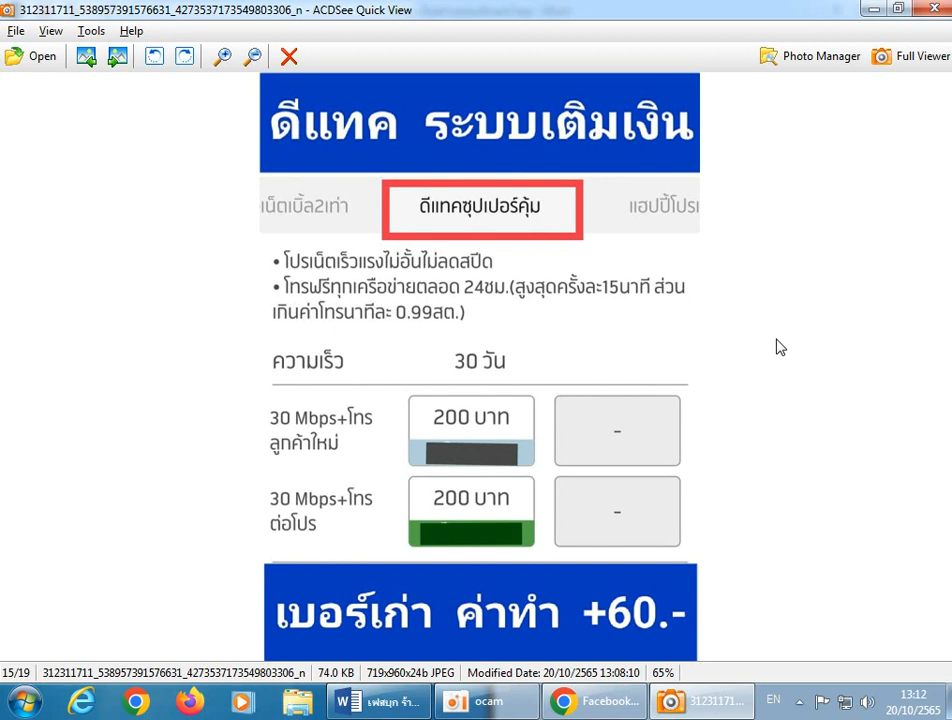 312311711_538957391576631_4273537173549803306_n - ACDSee Quick View
File View Tools Help
Open Photo Manager Full Viewer
ดีแทค ระบบเติมเงิน
เน็ตเบิ้ล2เท่า ดีแทคซุปเปอร์คุ้ม แฮปปี้โปร
• โปรเน็ตเร็วแรงไม่อั้นไม่ลดสปีด
• โทรฟรีทุกเครือข่ายตลอด 24ชม.(สูงสุดครั้งละ15นาที ส่วน
เกินค่าโทรนาทีละ 0.99สต.)
ความเร็ว 30 วัน
30 Mbps+โทร
ลูกค้าใหม่
200 บาท -
30 Mbps+โทร
ต่อโปร
200 บาท -
เบอร์เก่า ค่าทำ +60.-
15/19 312311711_538957391576631_4273537173549803306_n 74.0 KB 719x960x24b JPEG Modified Date: 20/10/2565 13:08:10 65%
เฟสบุก ร้า... ocam Facebook... 31231171... EN 13:12
20/10/2565